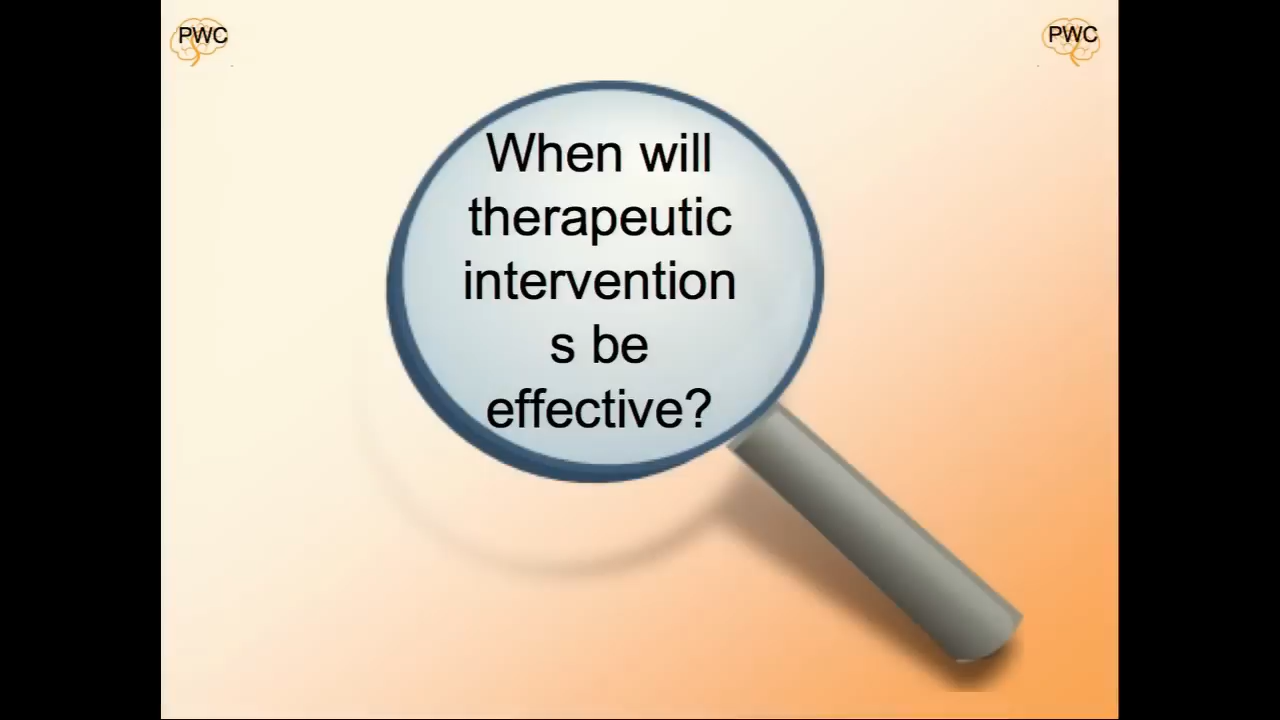 PWC
PWC
When will
therapeutic
intervention
s be
effective?